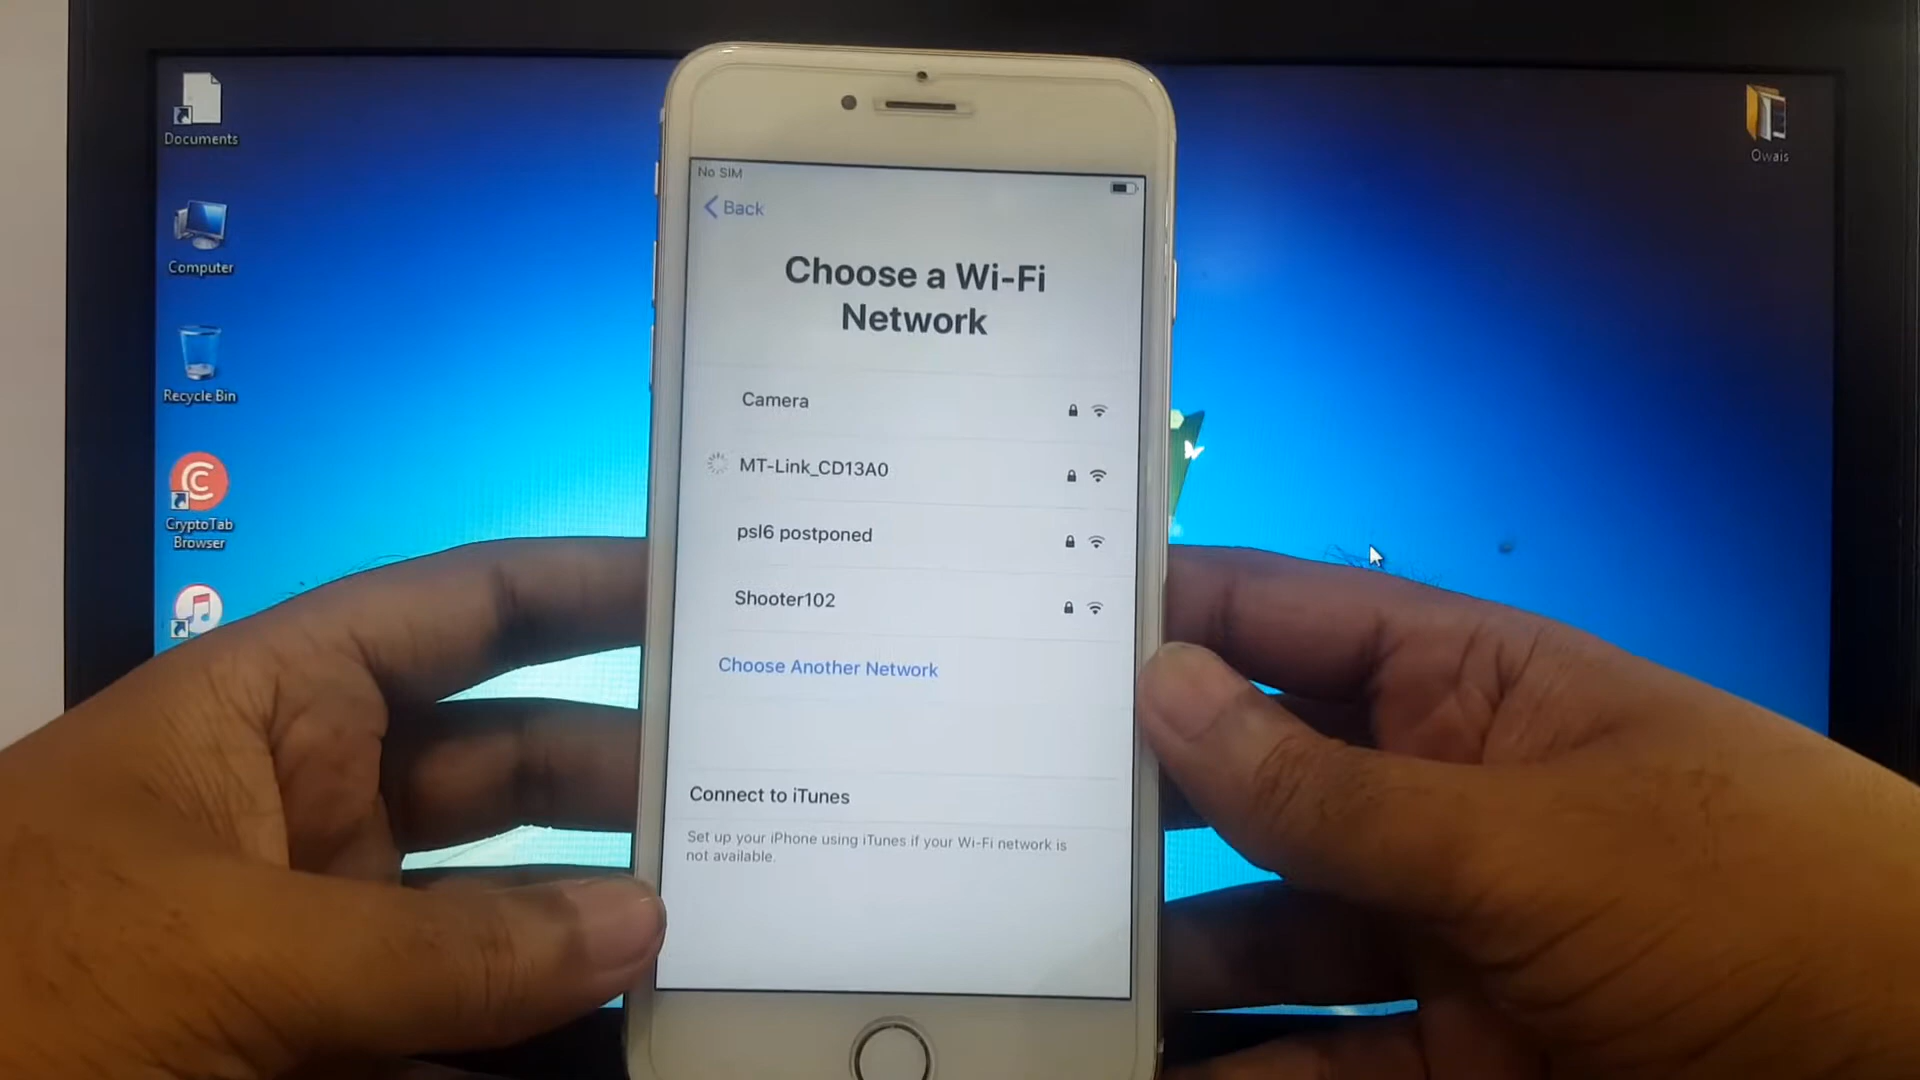 Documents
Computer
Recycle Bin
CryptoTab
Browser
Owais
No SIM
Back
Choose a Wi-Fi
Network
Camera
MT-Link_CD13A0
psl6 postponed
Shooter102
Choose Another Network
Connect to iTunes
Set up your iPhone using iTunes if your Wi-Fi network is
not available.